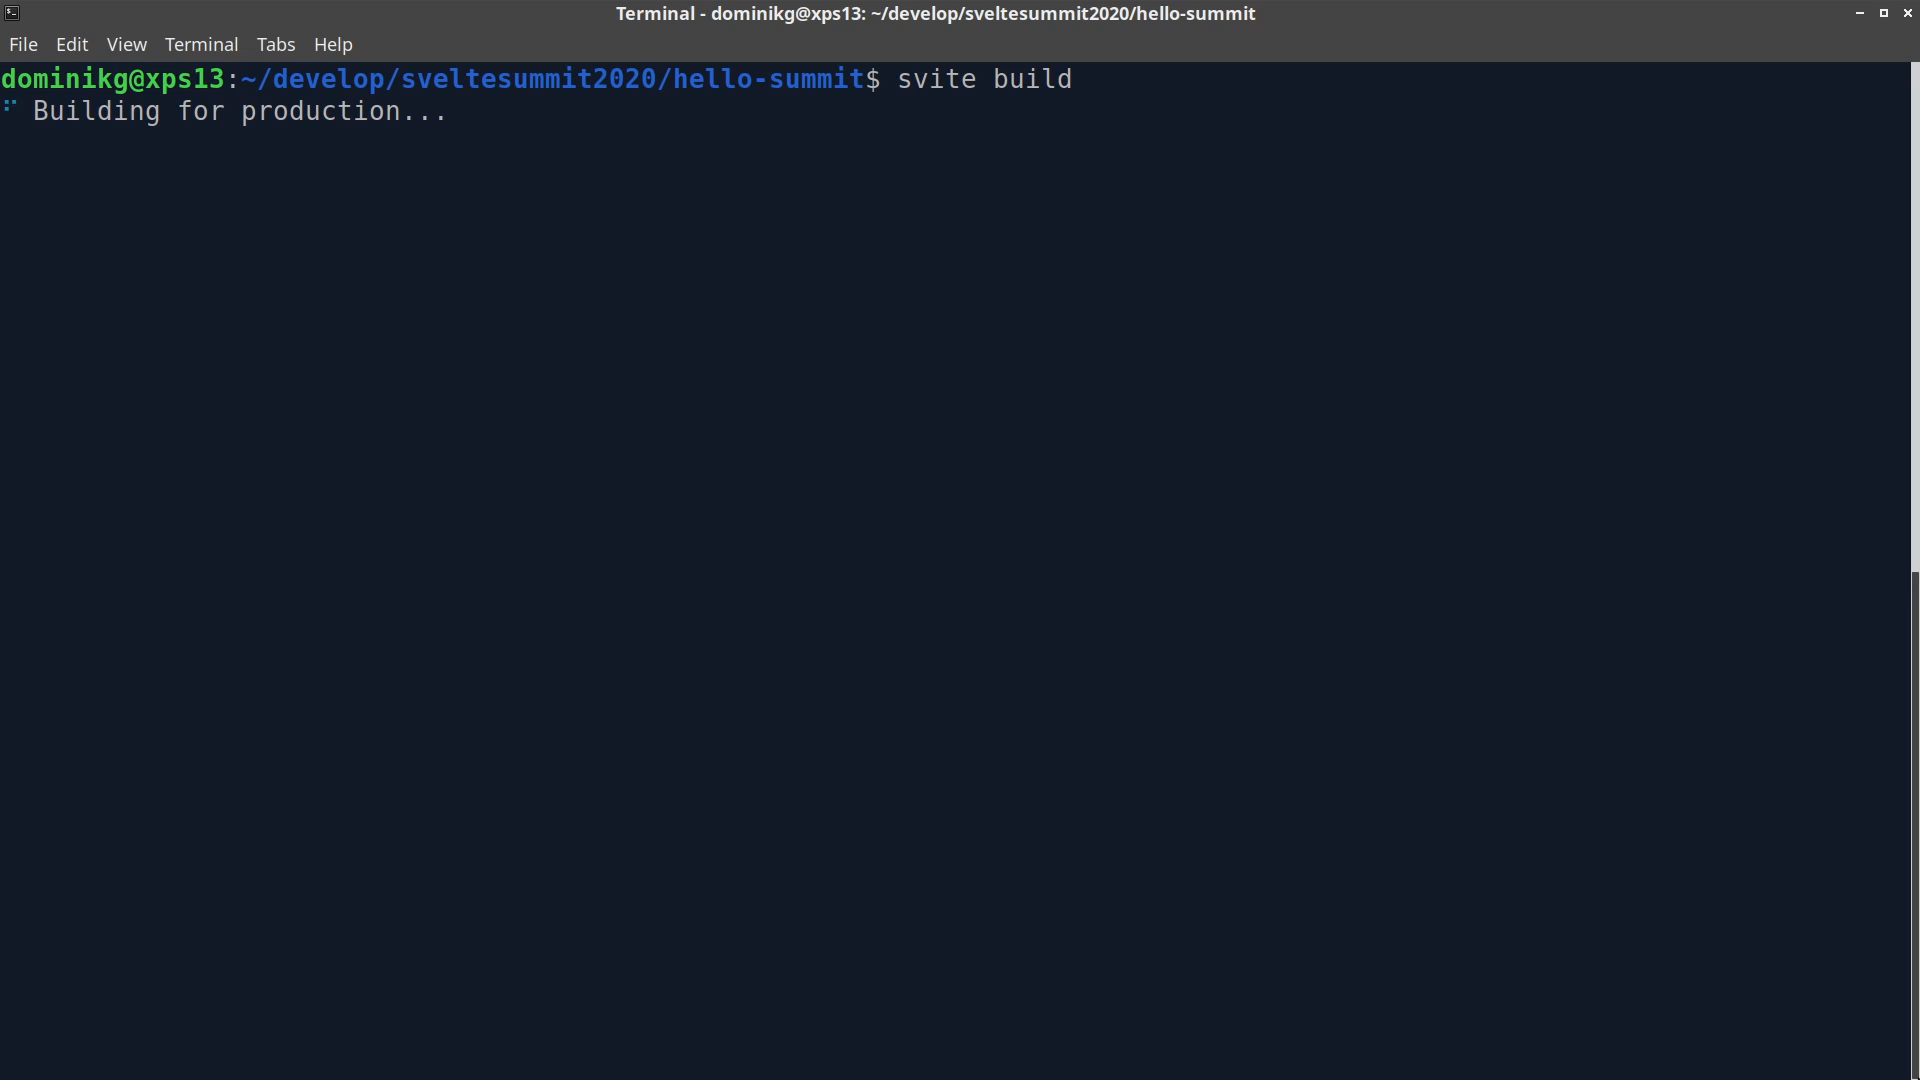 Terminal - dominikg@xps13: ~/develop/sveltesummit2020/hello-summit
File Edit View Terminal Tabs Help
dominikg@xps13:~/develop/sveltesummit2020/hello-summit$ svite build
⠋ Building for production...